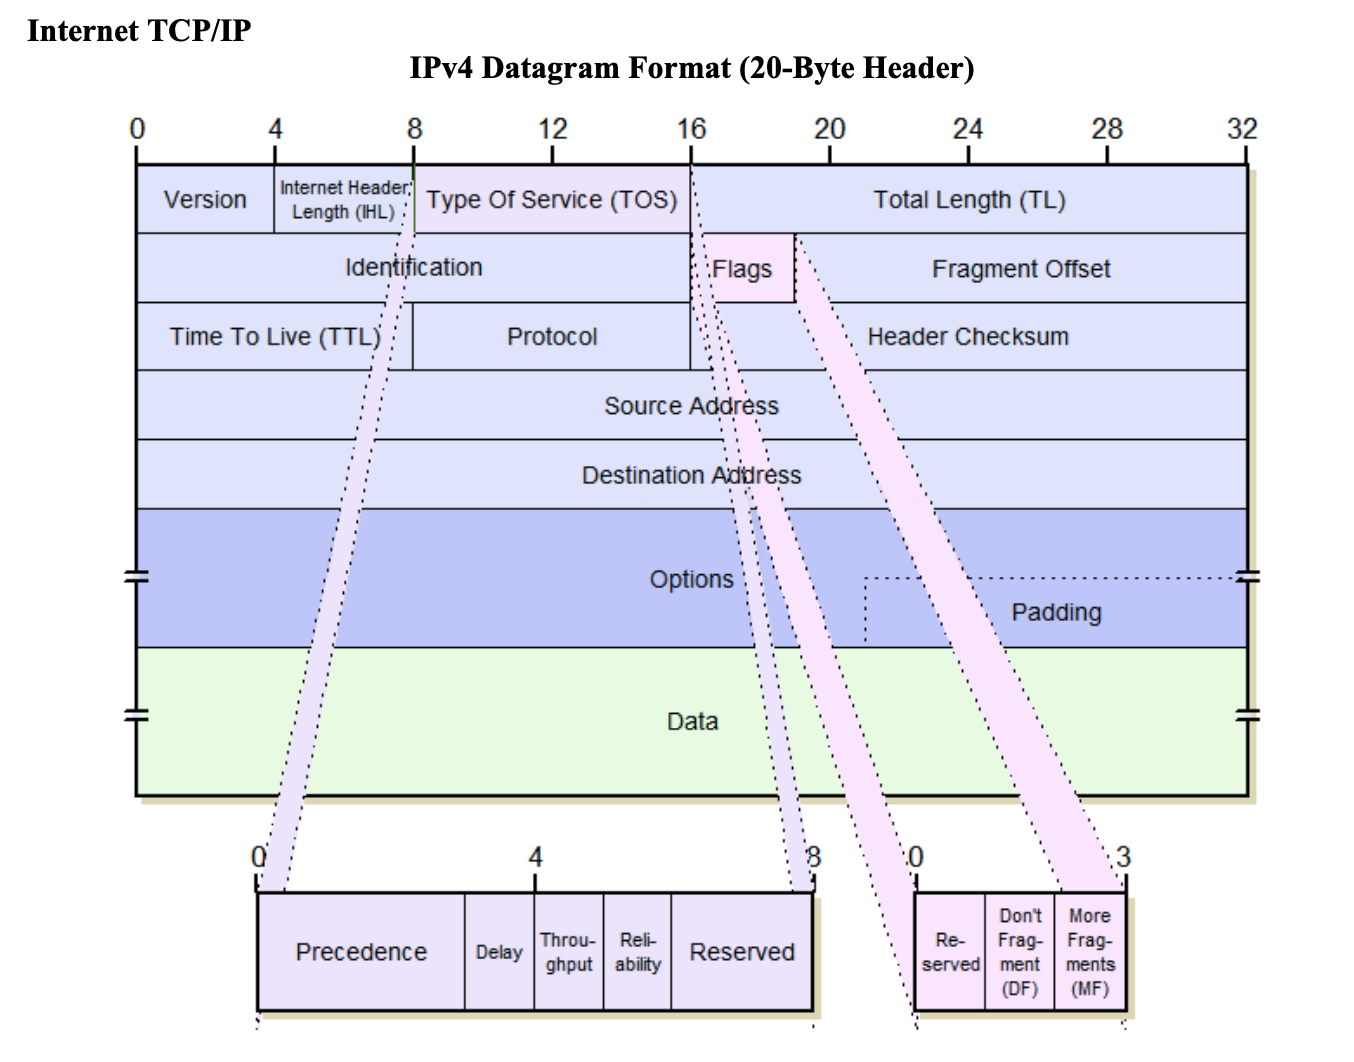 Internet TCP/IP
IPv4 Datagram Format (20-Byte Header)
0 4 8 12 16 20 24 28 32
Version
Internet Header
Length (IHL)
Type Of Service (TOS)
Total Length (TL)
Identification
Flags
Fragment Offset
Time To Live (TTL)
Protocol
Header Checksum
Source Address
Destination Address
Options
Padding
Data
0 4 8
0 3
Precedence
Delay
Throu-
ghput
Reli-
ability
Reserved
Re-
served
Don't
Frag-
ment
(DF)
More
Frag-
ments
(MF)